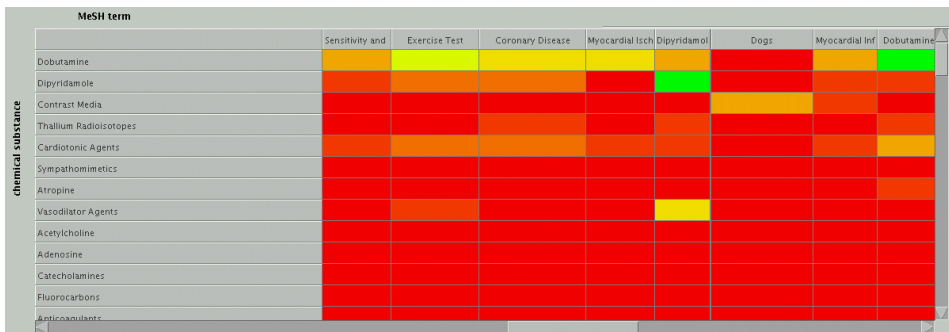 MeSH term
Sensitivity and Exercise Test Coronary Disease Myocardial Isch Dipyridamol Dogs Myocardial Inf Dobutamine
chemical substance
Dobutamine
Dipyridamole
Contrast Media
Thallium Radioisotopes
Cardiotonic Agents
Sympathomimetics
Atropine
Vasodilator Agents
Acetylcholine
Adenosine
Catecholamines
Fluorocarbons
Anticoagulants